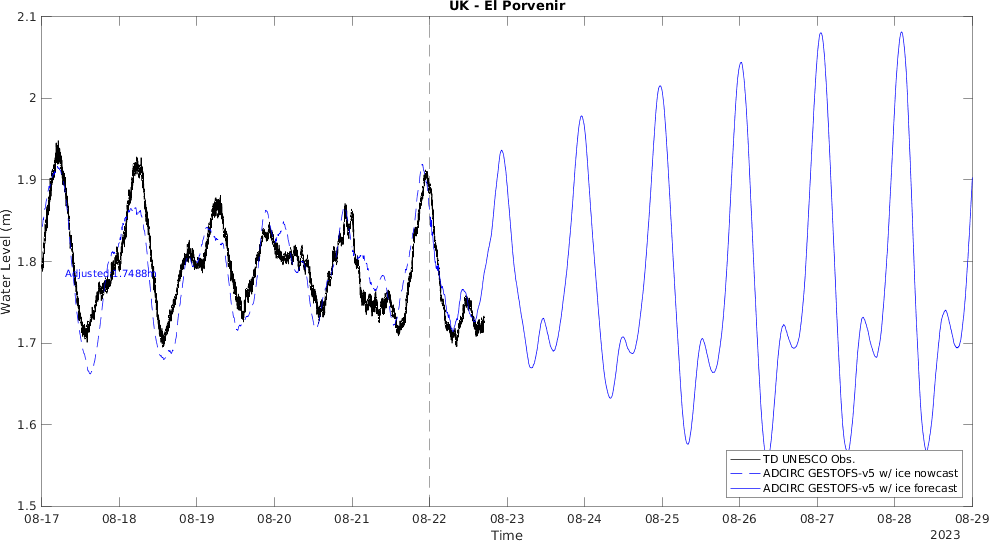 UK - El Porvenir
2.1
2
1.9
1.8
1.7
1.6
1.5
Water Level (m)
Adjusted 1.7488m
TD UNESCO Obs.
ADCIRC GESTOFS-v5 w/ ice nowcast
ADCIRC GESTOFS-v5 w/ ice forecast
08-17 08-18 08-19 08-20 08-21 08-22 08-23 08-24 08-25 08-26 08-27 08-28 08-29
Time
2023